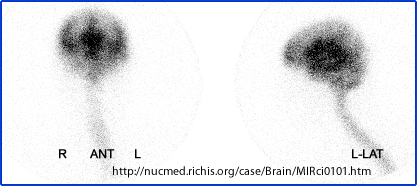 R ANT L L-LAT
http://nucmed.richis.org/case/Brain/MIRci0101.htm